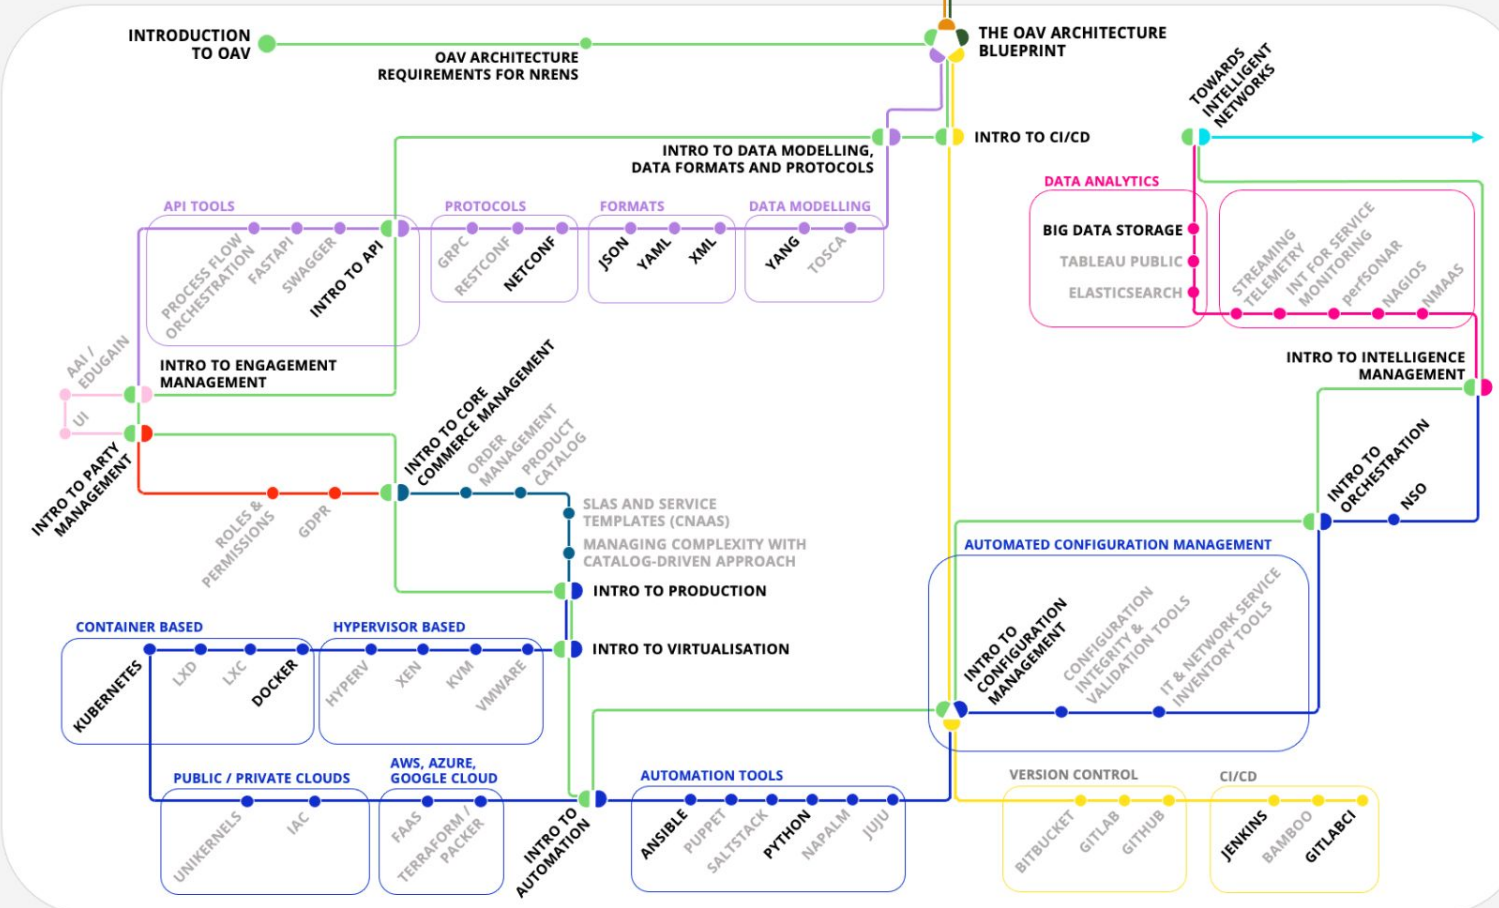 INTRODUCTION
TO OAV
OAV ARCHITECTURE
REQUIREMENTS FOR NRENS
THE OAV ARCHITECTURE
BLUEPRINT
TOWARDS
INTELLIGENT
NETWORKS
INTRO TO CI/CD
INTRO TO DATA MODELLING,
DATA FORMATS AND PROTOCOLS
API TOOLS
PROCESS FLOW
ORCHESTRATION
FASTAPI
SWAGGER
INTRO TO API
PROTOCOLS
GRPC
RESTCONF
NETCONF
FORMATS
JSON
YAML
XML
DATA MODELLING
YANG
TOSCA
DATA ANALYTICS
BIG DATA STORAGE
TABLEAU PUBLIC
ELASTICSEARCH
STREAMING
TELEMETRY
INT FOR SERVICE
MONITORING
perfSONAR
NAGIOS
NMAAS
INTRO TO INTELLIGENCE
MANAGEMENT
AAI /
EDUGAIN
UI
INTRO TO ENGAGEMENT
MANAGEMENT
INTRO TO PARTY
MANAGEMENT
ROLES &
PERMISSIONS
GDPR
INTRO TO CORE
COMMERCE MANAGEMENT
ORDER
MANAGEMENT
PRODUCT
CATALOG
SLAS AND SERVICE
TEMPLATES (CNAAS)
MANAGING COMPLEXITY WITH
CATALOG-DRIVEN APPROACH
INTRO TO PRODUCTION
INTRO TO VIRTUALISATION
INTRO TO
ORCHESTRATION
NSO
AUTOMATED CONFIGURATION MANAGEMENT
INTRO TO
CONFIGURATION
MANAGEMENT
CONFIGURATION
INTEGRITY &
VALIDATION TOOLS
IT & NETWORK SERVICE
INVENTORY TOOLS
CONTAINER BASED
KUBERNETES
LXD
LXC
DOCKER
HYPERVISOR BASED
HYPERV
XEN
KVM
VMWARE
PUBLIC / PRIVATE CLOUDS
UNIKERNELS
IAC
AWS, AZURE,
GOOGLE CLOUD
FAAS
TERRAFORM /
PACKER
INTRO TO
AUTOMATION
AUTOMATION TOOLS
ANSIBLE
PUPPET
SALTSTACK
PYTHON
NAPALM
JUJU
VERSION CONTROL
BITBUCKET
GITLAB
GITHUB
CI/CD
JENKINS
BAMBOO
GITLABCI